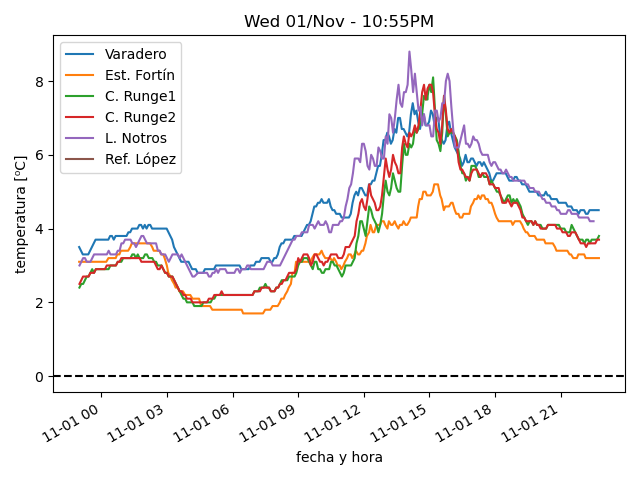 Wed 01/Nov - 10:55PM
Varadero
Est. Fortín
C. Runge1
C. Runge2
L. Notros
Ref. López
temperatura [ºC]
8
6
4
2
0
11-01 00
11-01 03
11-01 06
11-01 09
11-01 12
11-01 15
11-01 18
11-01 21
fecha y hora